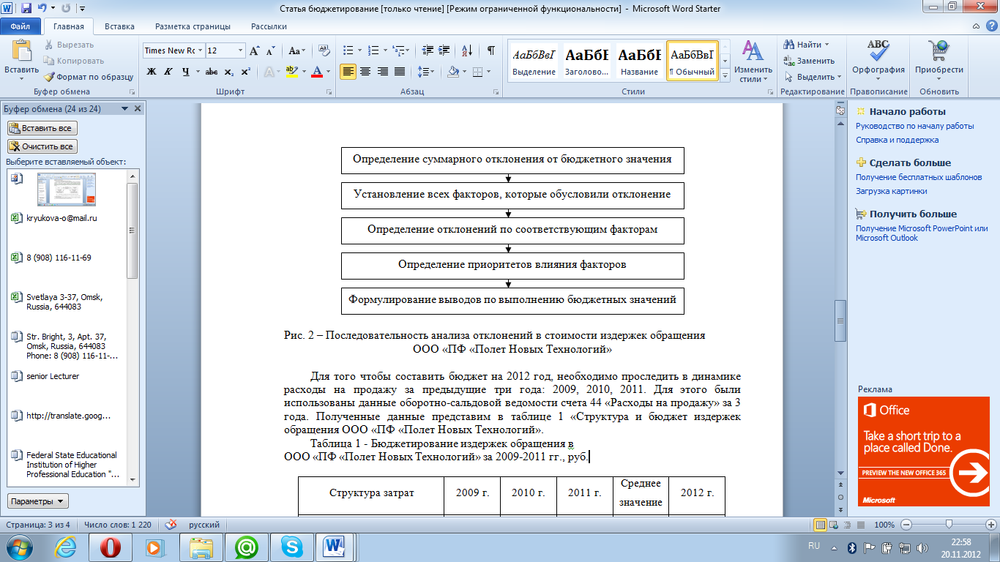 Статья бюджетирование [только чтение] [Режим ограниченной функциональности] - Microsoft Word Starter
Файл
Главная
Вставка
Разметка страницы
Рассылки
Вставить
Вырезать
Копировать
Формат по образцу
Буфер обмена
Times New Ro
12
Aa
Ж К Ч abc x₂ x²
Шрифт
Абзац
АаБбВвІ
Выделение
АаБбЕ
Заголово...
АаБбЕ
Название
АаБбВвІ
¶ Обычный
Изменить стили
Стили
Найти
Заменить
Выделить
Редактирование
ABC
Орфография
Правописание
Приобрести
Обновить
Буфер обмена (24 из 24)
Вставить все
Очистить все
Выберите вставляемый объект:
kryukova-o@mail.ru
8 (908) 116-11-69
Svetlaya 3-37, Omsk,
Russia, 644083
Str. Bright, 3, Apt. 37,
Omsk, Russia, 644083
Phone: 8 (908) 116-11-...
senior Lecturer
http://translate.goog...
Federal State Educational
Institution of Higher
Professional Education "...
Параметры
Определение суммарного отклонения от бюджетного значения
Установление всех факторов, которые обусловили отклонение
Определение отклонений по соответствующим факторам
Определение приоритетов влияния факторов
Формулирование выводов по выполнению бюджетных значений
Рис. 2 – Последовательность анализа отклонений в стоимости издержек обращения
ООО «ПФ «Полет Новых Технологий»
Для того чтобы составить бюджет на 2012 год, необходимо проследить в динамике
расходы на продажу за предыдущие три года: 2009, 2010, 2011. Для этого были
использованы данные оборотно-сальдовой ведомости счета 44 «Расходы на продажу» за 3
года. Полученные данные представим в таблице 1 «Структура и бюджет издержек
обращения ООО «ПФ «Полет Новых Технологий».
Таблица 1 - Бюджетирование издержек обращения в
ООО «ПФ «Полет Новых Технологий» за 2009-2011 гг., руб.
Структура затрат 2009 г. 2010 г. 2011 г. Среднее значение 2012 г.
Начало работы
Руководство по началу работы
Справка и поддержка
Сделать больше
Получение бесплатных шаблонов
Загрузка картинки
Получить больше
Получение Microsoft PowerPoint или
Microsoft Outlook
Реклама
Office
Take a short trip to a
place called Done.
PREVIEW THE NEW OFFICE 365
Microsoft
Страница: 3 из 4
Число слов: 1 220
русский
100%
RU
22:58
20.11.2012